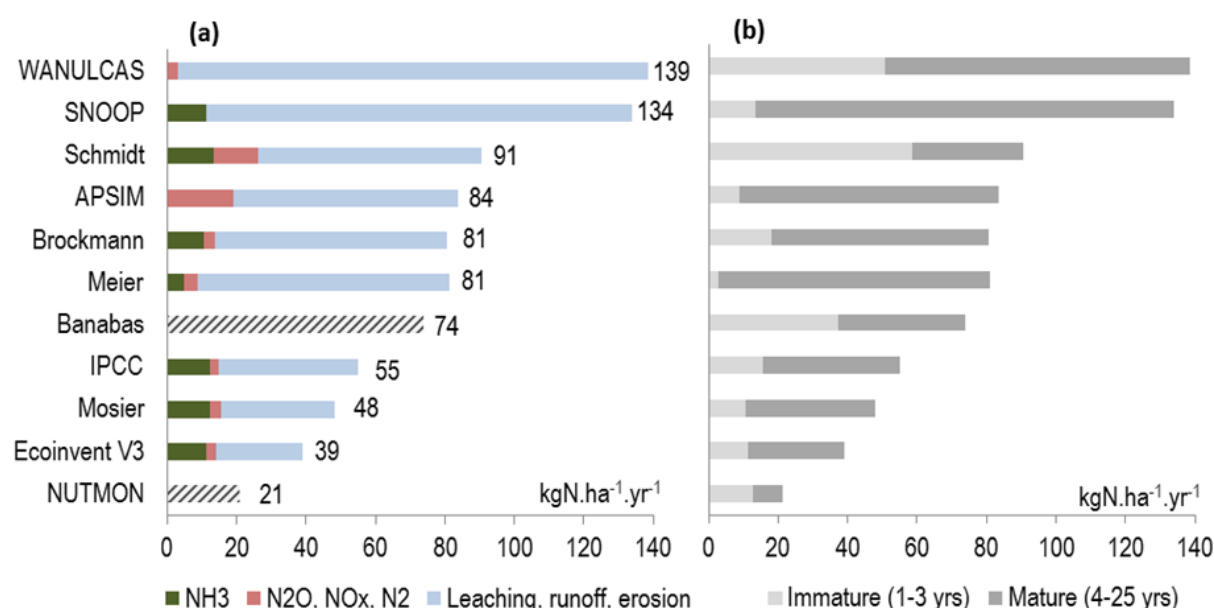 (a) (b)
WANULCAS 139
SNOOP 134
Schmidt 91
APSIM 84
Brockmann 81
Meier 81
Banabas 74
IPCC 55
Mosier 48
Ecoinvent V3 39
NUTMON 21 kgN.ha⁻¹.yr⁻¹ kgN.ha⁻¹.yr⁻¹
0 20 40 60 80 100 120 140 0 20 40 60 80 100 120 140
NH3 N2O, NOx, N2 Leaching, runoff, erosion Immature (1-3 yrs) Mature (4-25 yrs)